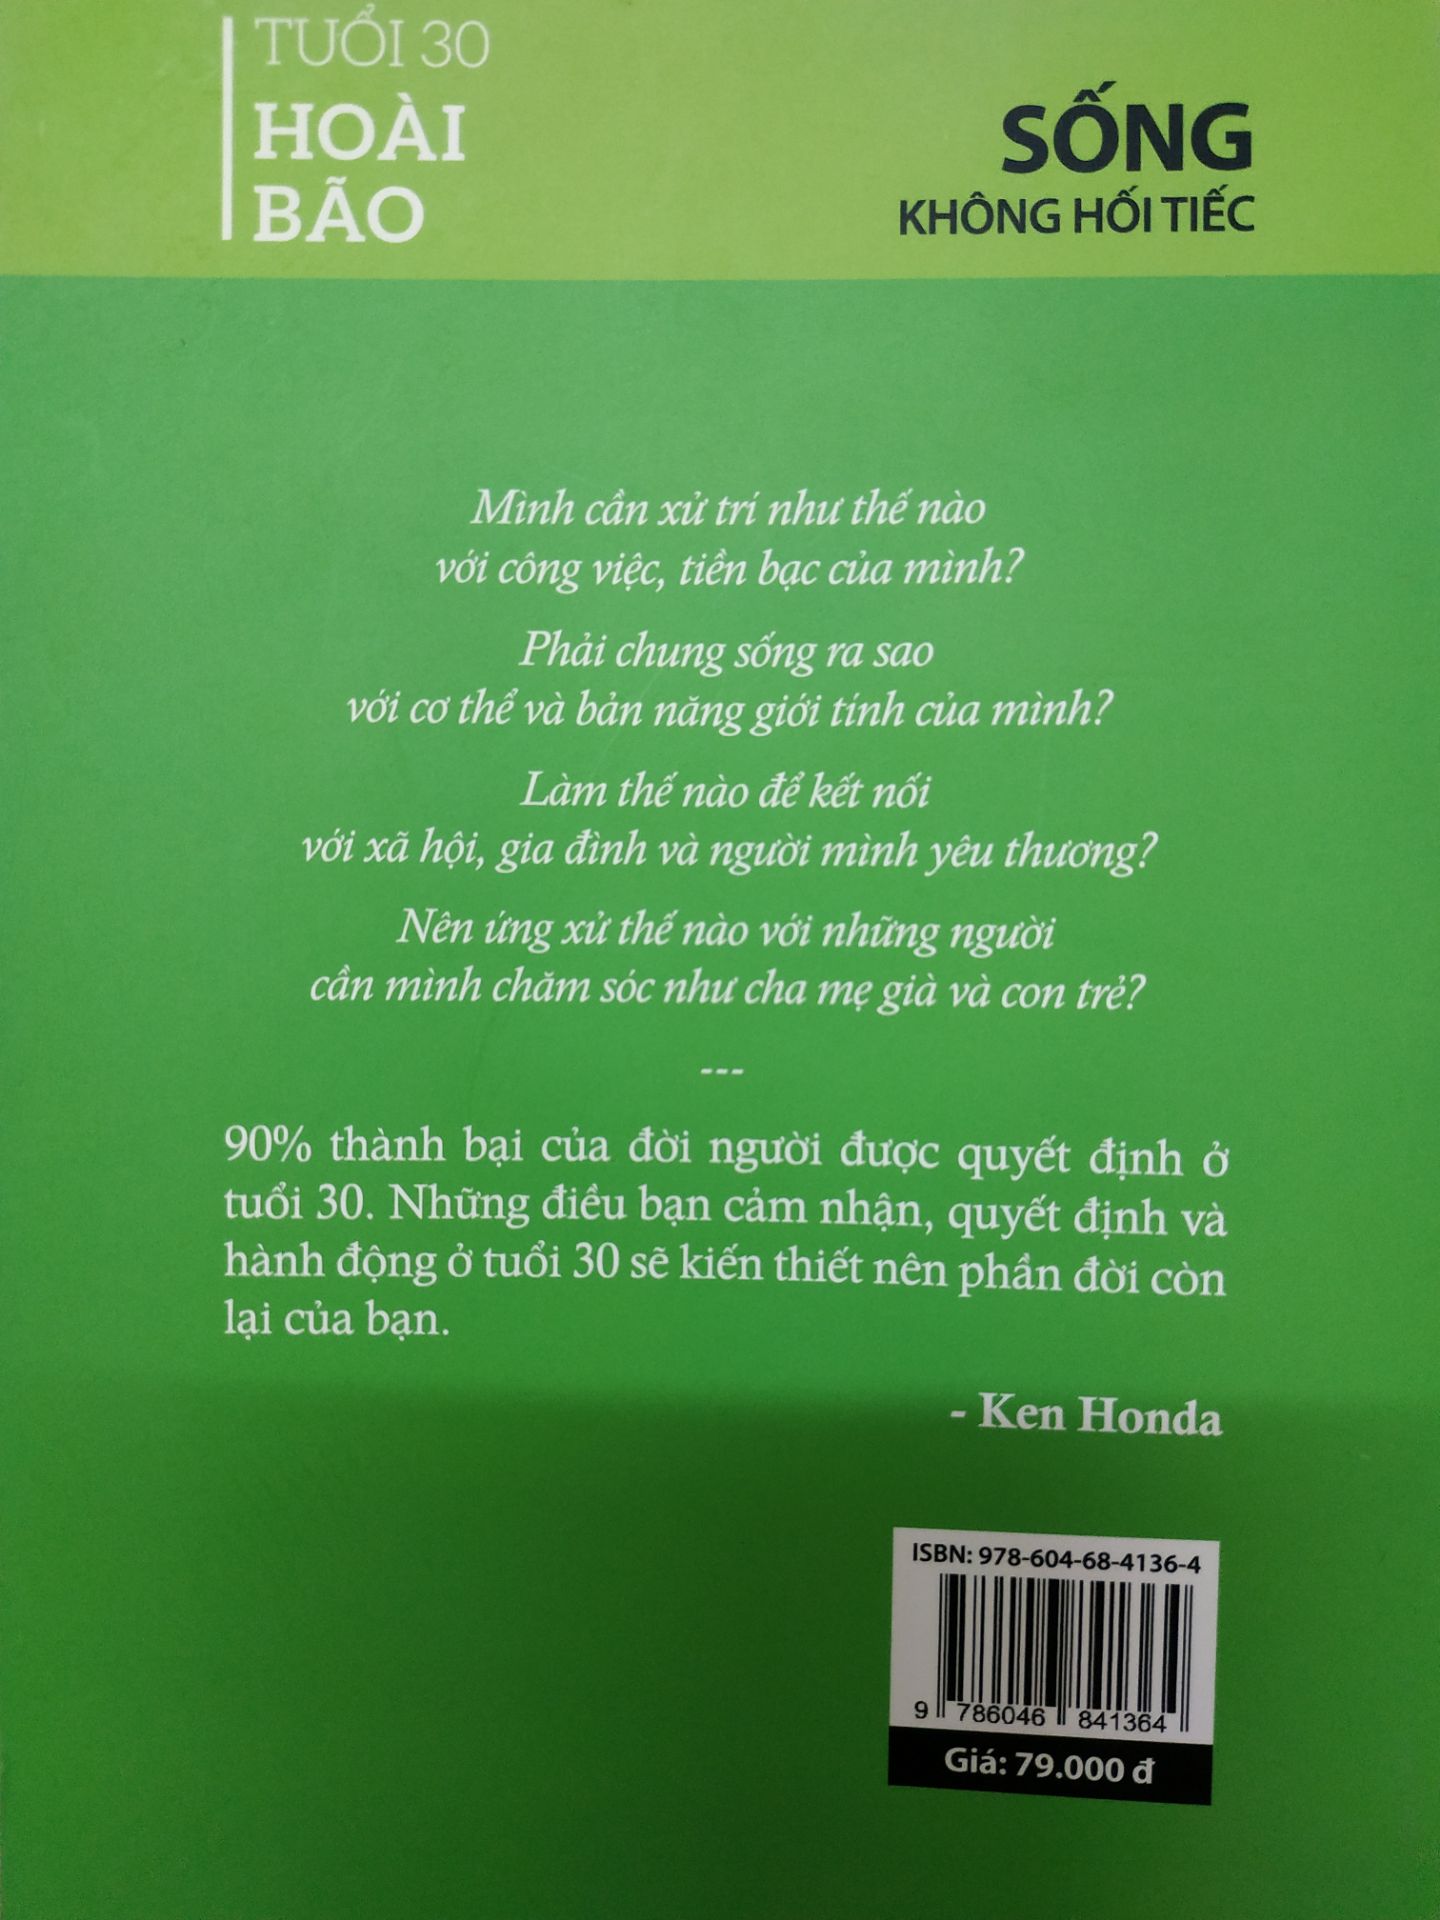 TUỔI 30
HOÀI
BÃO
SỐNG
KHÔNG HỐI TIẾC
Mình cần xử trí như thế nào
với công việc, tiền bạc của mình?
Phải chung sống ra sao
với cơ thể và bản năng giới tính của mình?
Làm thế nào để kết nối
với xã hội, gia đình và người mình yêu thương?
Nên ứng xử thế nào với những người
cần mình chăm sóc như cha mẹ già và con trẻ?
---
90% thành bại của đời người được quyết định ở
tuổi 30. Những điều bạn cảm nhận, quyết định và
hành động ở tuổi 30 sẽ kiến thiết nên phần đời còn
lại của bạn.
- Ken Honda
ISBN: 978-604-68-4136-4
9 786046 841364
Giá: 79.000 đ